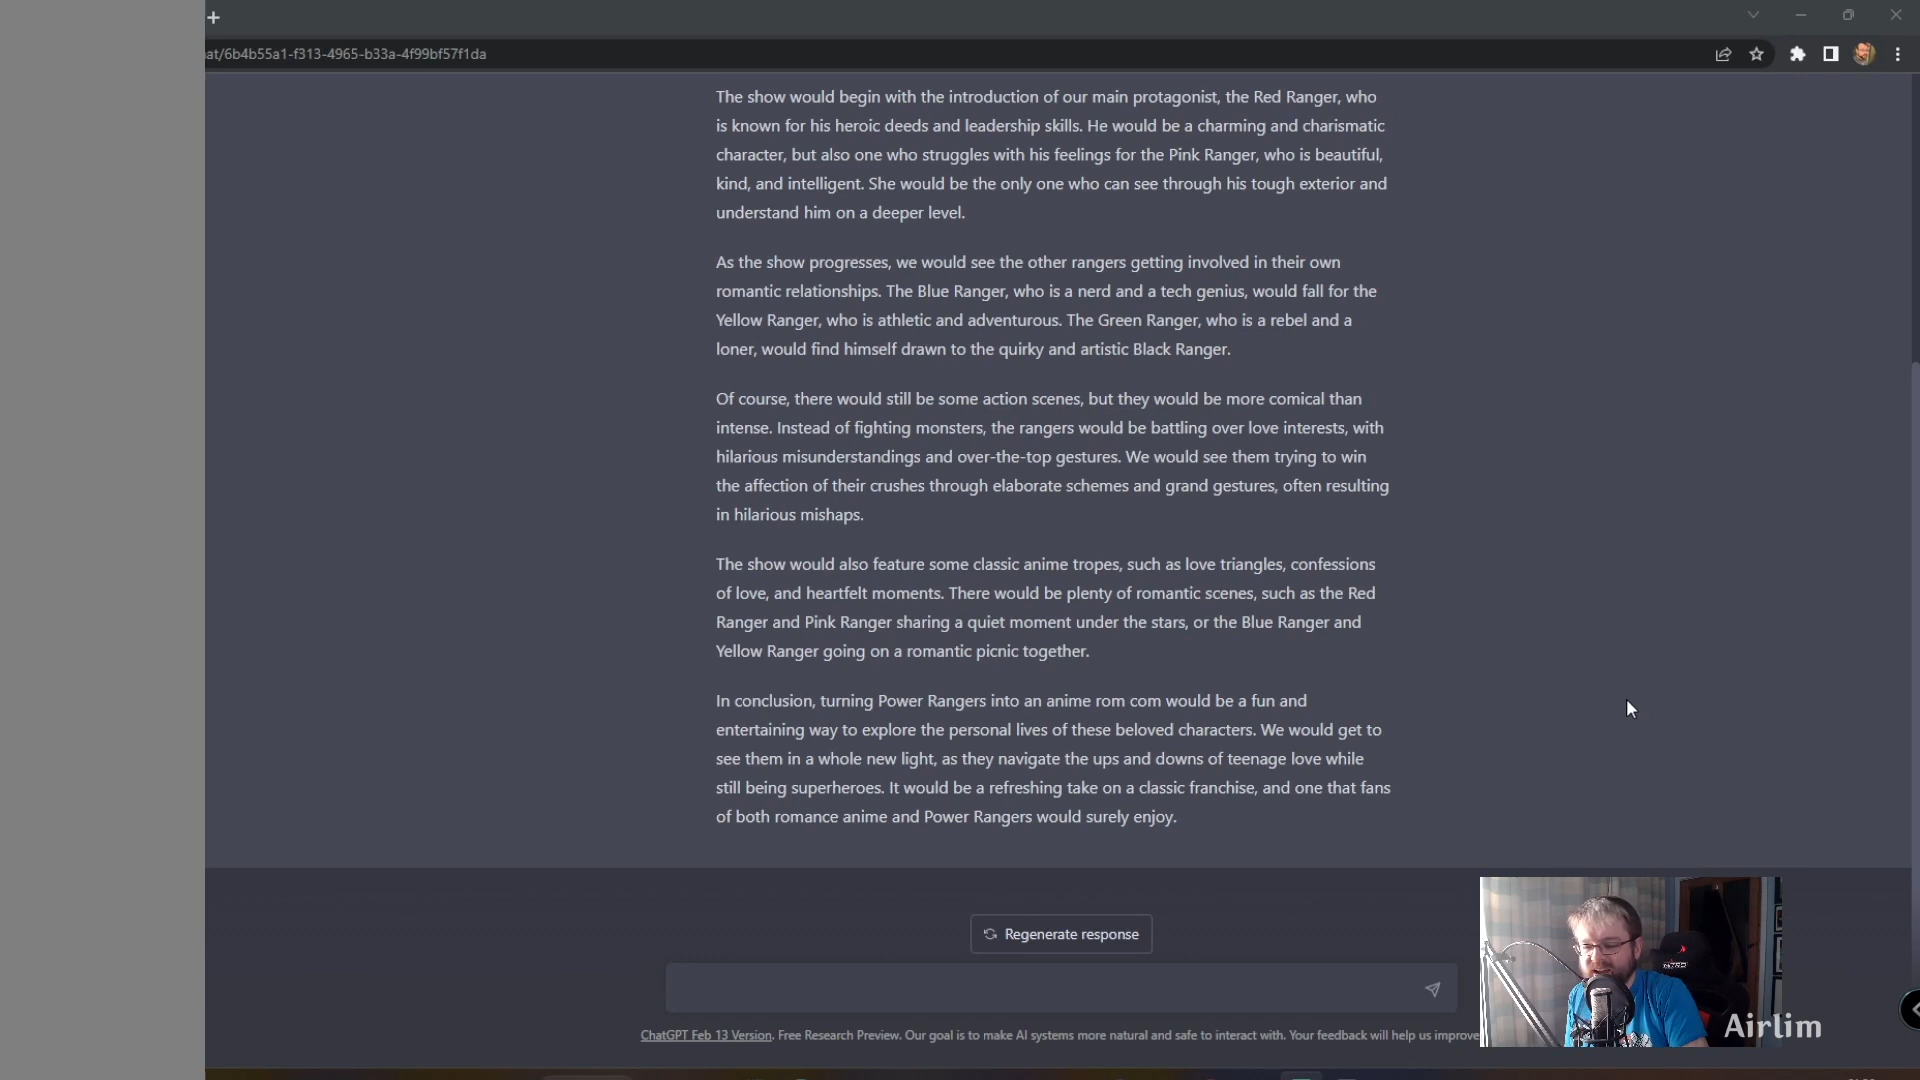 at/6b4b55a1-f313-4965-b33a-4f99bf57f1da
The show would begin with the introduction of our main protagonist, the Red Ranger, who
is known for his heroic deeds and leadership skills. He would be a charming and charismatic
character, but also one who struggles with his feelings for the Pink Ranger, who is beautiful,
kind, and intelligent. She would be the only one who can see through his tough exterior and
understand him on a deeper level.
As the show progresses, we would see the other rangers getting involved in their own
romantic relationships. The Blue Ranger, who is a nerd and a tech genius, would fall for the
Yellow Ranger, who is athletic and adventurous. The Green Ranger, who is a rebel and a
loner, would find himself drawn to the quirky and artistic Black Ranger.
Of course, there would still be some action scenes, but they would be more comical than
intense. Instead of fighting monsters, the rangers would be battling over love interests, with
hilarious misunderstandings and over-the-top gestures. We would see them trying to win
the affection of their crushes through elaborate schemes and grand gestures, often resulting
in hilarious mishaps.
The show would also feature some classic anime tropes, such as love triangles, confessions
of love, and heartfelt moments. There would be plenty of romantic scenes, such as the Red
Ranger and Pink Ranger sharing a quiet moment under the stars, or the Blue Ranger and
Yellow Ranger going on a romantic picnic together.
In conclusion, turning Power Rangers into an anime rom com would be a fun and
entertaining way to explore the personal lives of these beloved characters. We would get to
see them in a whole new light, as they navigate the ups and downs of teenage love while
still being superheroes. It would be a refreshing take on a classic franchise, and one that fans
of both romance anime and Power Rangers would surely enjoy.
Regenerate response
ChatGPT Feb 13 Version. Free Research Preview. Our goal is to make AI systems more natural and safe to interact with. Your feedback will help us improve
Airlim